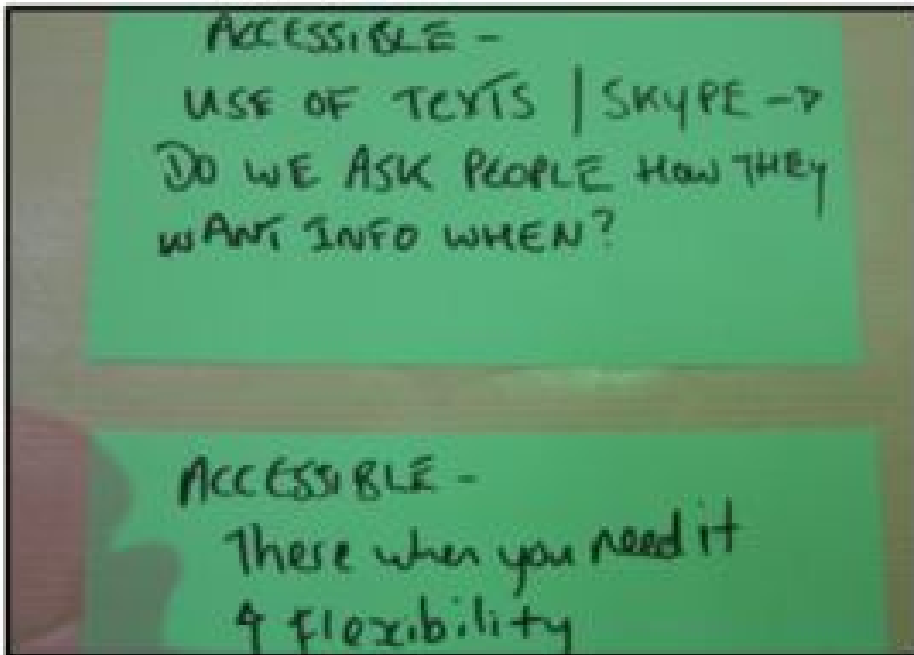 ACCESSIBLE -
USE OF TEXTS | SKYPE →
DO WE ASK PEOPLE HOW THEY
WANT INFO WHEN?
ACCESSIBLE -
There when you need it
& flexibility